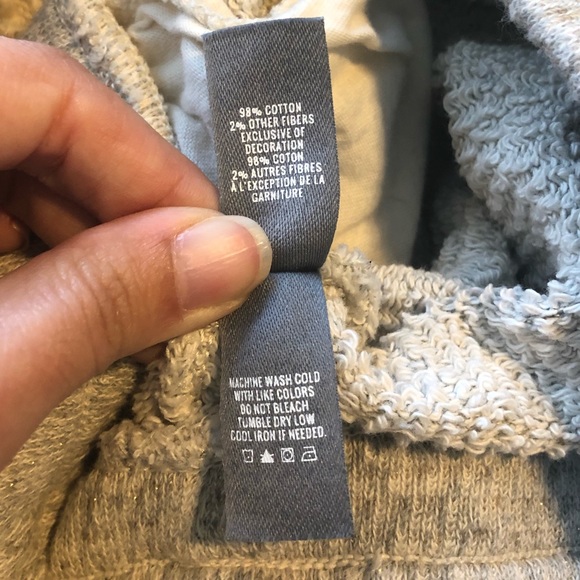 98% COTTON
2% OTHER FIBERS
EXCLUSIVE OF
DECORATION
98% COTON
2% AUTRES FIBRES
À L'EXCEPTION DE LA
GARNITURE
MACHINE WASH COLD
WITH LIKE COLORS
DO NOT BLEACH
TUMBLE DRY LOW
COOL IRON IF NEEDED.